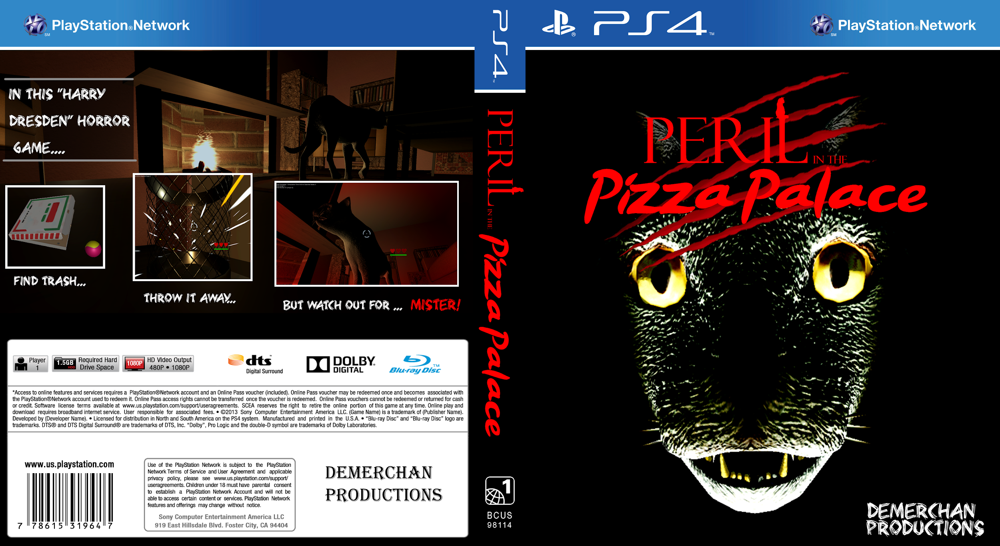 PlayStation®Network
SM
IN THIS "HARRY
DRESDEN" HORROR
GAME....
FIND TRASH...
THROW IT AWAY...
BUT WATCH OUT FOR ... MISTER!
Player
1
1.5GB
HDD
Required Hard
Drive Space
1080P
HD Video Output
480P • 1080P
dts™
Digital Surround
DOLBY®
DIGITAL
Blu-ray Disc™
*Access to online features and services requires a PlayStation®Network account and an Online Pass voucher (included). Online Pass voucher may be redeemed once and becomes associated with
the PlayStation®Network account used to redeem it. Online Pass access rights cannot be transferred once the voucher is redeemed. Online Pass vouchers cannot be redeemed or returned for cash
or credit. Software license terms available at www.us.playstation.com/support/useragreements. SCEA reserves the right to retire the online portion of this game at any time. Online play and
download requires broadband internet service. User responsible for associated fees. • ©2013 Sony Computer Entertainment America LLC. (Game Name) is a trademark of (Publisher Name).
Developed by (Developer Name). • Licensed for distribution in North and South America on the PS4 system. Manufactured and printed in the U.S.A. • “Blu-ray Disc” and “Blu-ray Disc” logo are
trademarks. DTS® and DTS Digital Surround® are trademarks of DTS, Inc. “Dolby”, Pro Logic and the double-D symbol are trademarks of Dolby Laboratories.
www.us.playstation.com
7 78615 31964 7
Use of the PlayStation Network is subject to the PlayStation
Network Terms of Service and User Agreement and applicable
privacy policy, please see www.us.playstation.com/support/
useragreements. Children under 18 must have parental consent
to establish a PlayStation Network Account and will not be
able to access certain content or services. PlayStation Network
features and offerings may change without notice.
Sony Computer Entertainment America LLC
919 East Hillsdale Blvd. Foster City, CA 94404
DEMERCHAN
PRODUCTIONS
PS4™
PERIL IN THE Pizza Palace
1
BCUS
98114
® PS4™
PlayStation®Network
SM
PERIL IN THE
Pizza Palace
DEMERCHAN
PRODUCTIONS